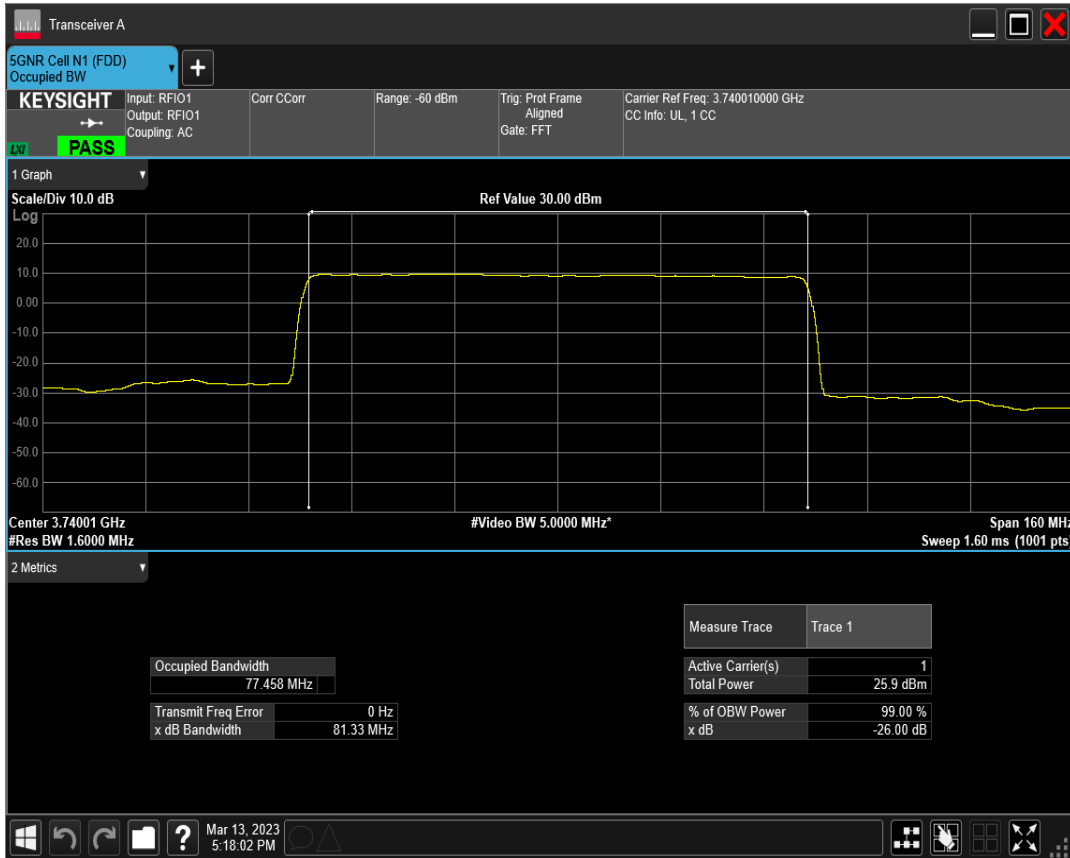 Transceiver A
5GNR Cell N1 (FDD)
Occupied BW
+
KEYSIGHT
LXI
PASS
Input: RFIO1
Output: RFIO1
Coupling: AC
Corr CCorr
Range: -60 dBm
Trig: Prot Frame
Aligned
Gate: FFT
Carrier Ref Freq: 3.740010000 GHz
CC Info: UL, 1 CC
1 Graph
Scale/Div 10.0 dB
Ref Value 30.00 dBm
Log
20.0
10.0
0.00
-10.0
-20.0
-30.0
-40.0
-50.0
-60.0
Center 3.74001 GHz
#Video BW 5.0000 MHz*
Span 160 MHz
#Res BW 1.6000 MHz
Sweep 1.60 ms (1001 pts)
2 Metrics
Measure Trace Trace 1
Occupied Bandwidth
77.458 MHz
Active Carrier(s) 1
Total Power 25.9 dBm
Transmit Freq Error 0 Hz
x dB Bandwidth 81.33 MHz
% of OBW Power 99.00 %
x dB -26.00 dB
?
Mar 13, 2023
5:18:02 PM